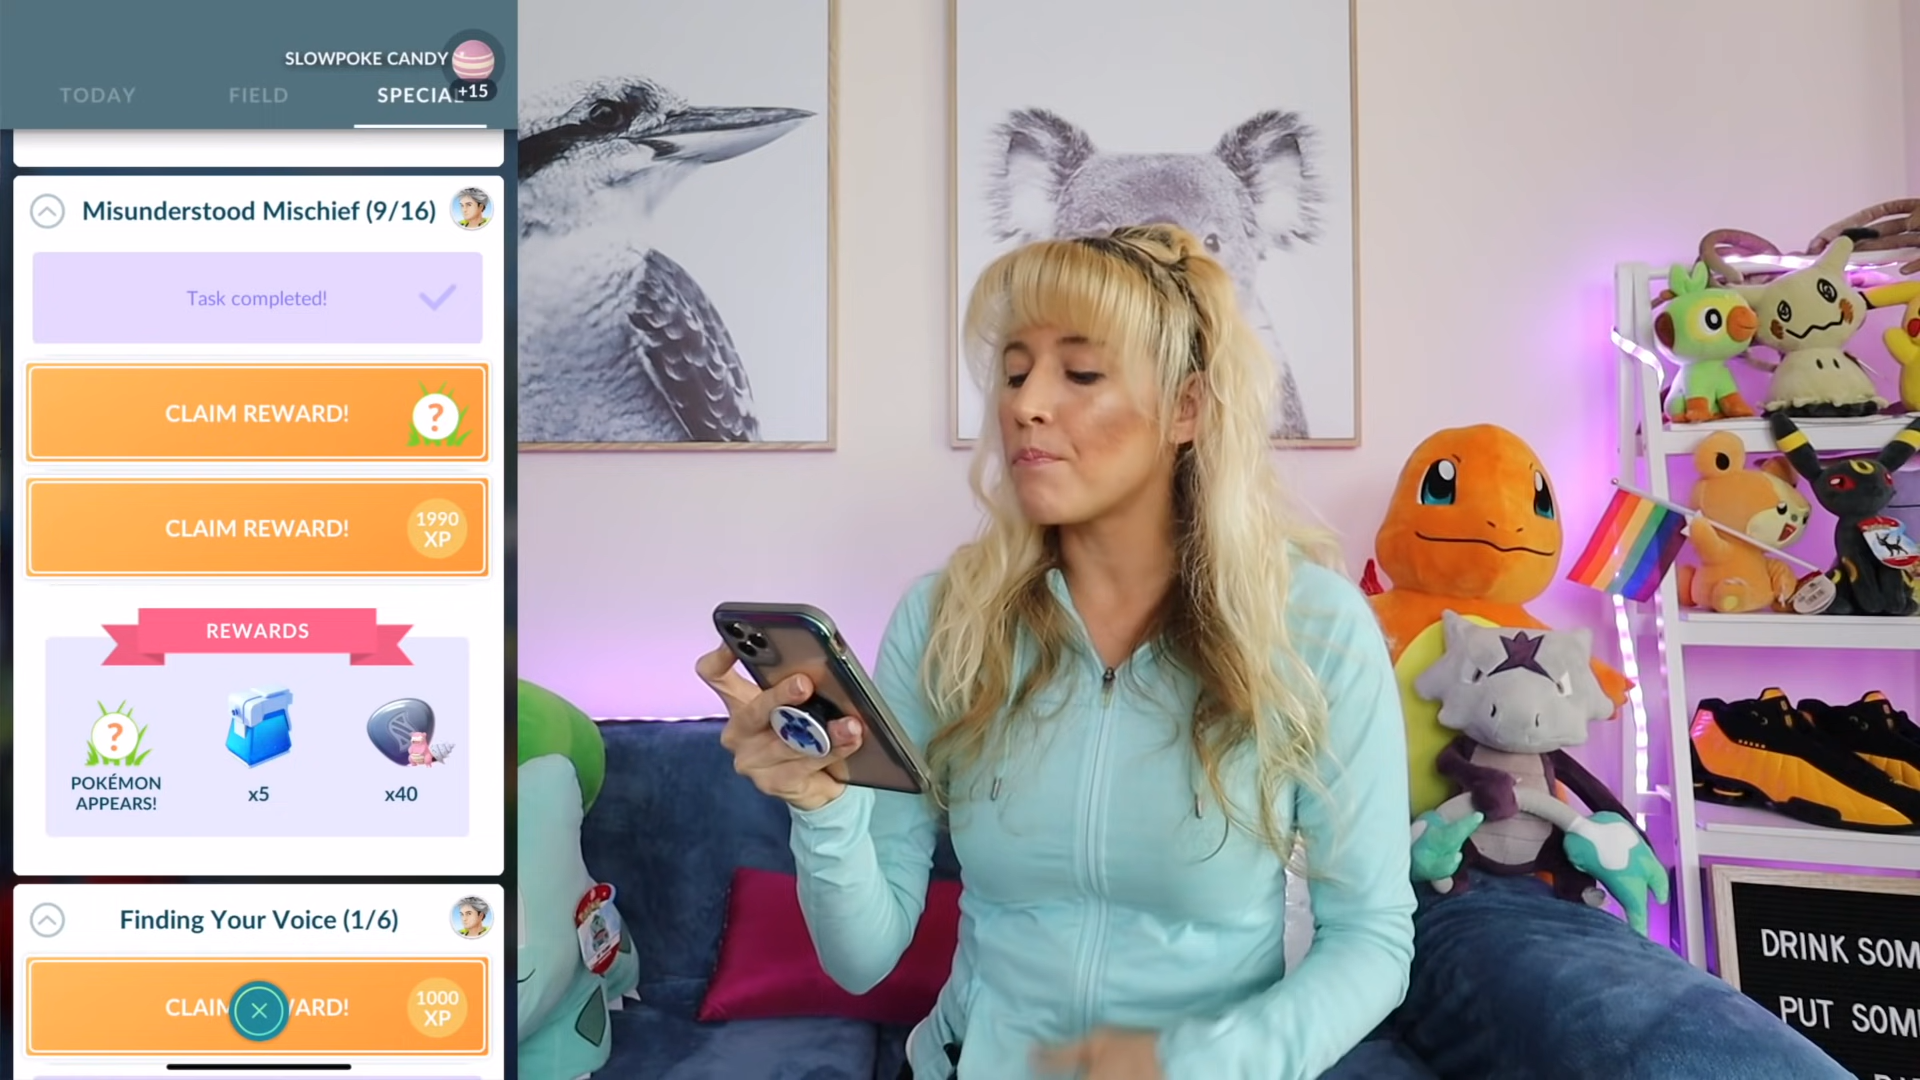 SLOWPOKE CANDY
+15
TODAY
FIELD
SPECIAL
Misunderstood Mischief (9/16)
Task completed!
CLAIM REWARD!
?
CLAIM REWARD!
1990
XP
REWARDS
?
POKÉMON
APPEARS!
x5
x40
Finding Your Voice (1/6)
CLAIM REWARD!
1000
XP
DRINK SOM
PUT SOM